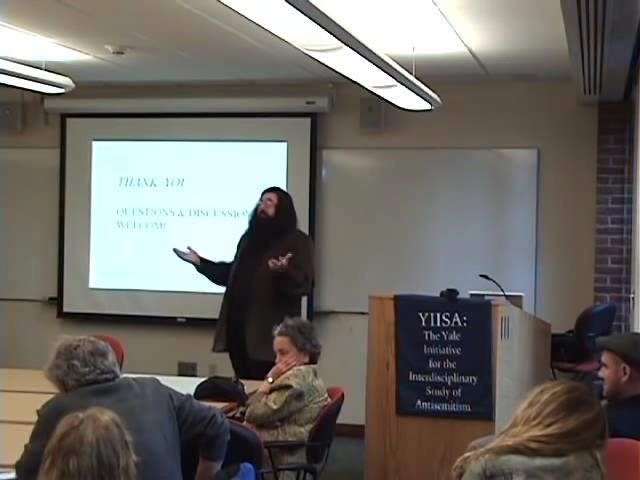 THANK YOU
QUESTIONS & DISCUSSION
WELCOME
YIISA:
The Yale
Initiative
for the
Interdisciplinary
Study of
Antisemitism